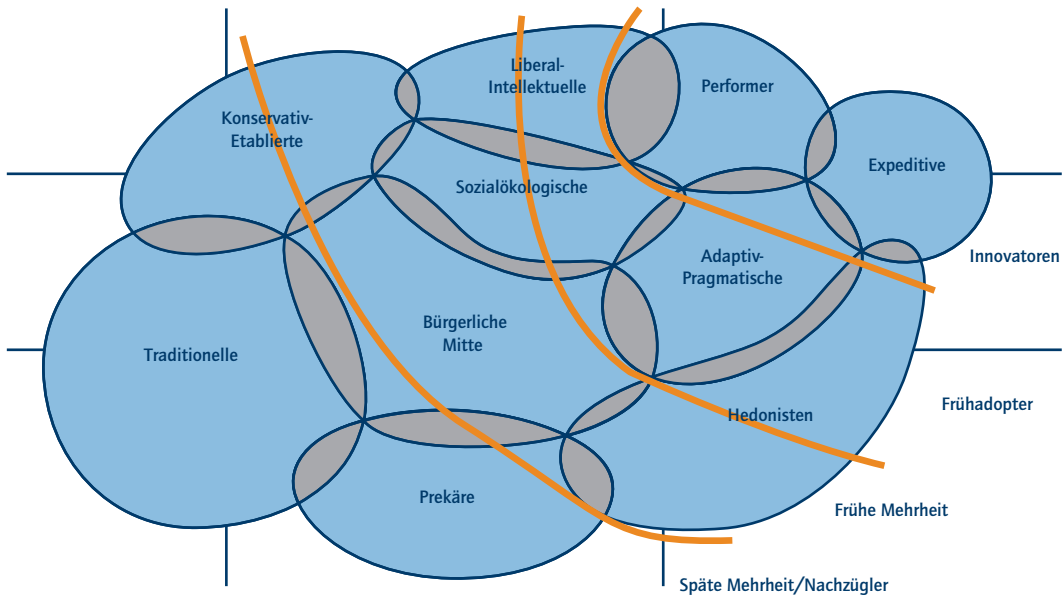 Liberal-
Intellektuelle
Performer
Konservativ-
Etablierte
Expeditive
Sozialökologische
Adaptiv-
Pragmatische
Innovatoren
Bürgerliche
Mitte
Traditionelle
Frühadopter
Hedonisten
Prekäre
Frühe Mehrheit
Späte Mehrheit/Nachzügler